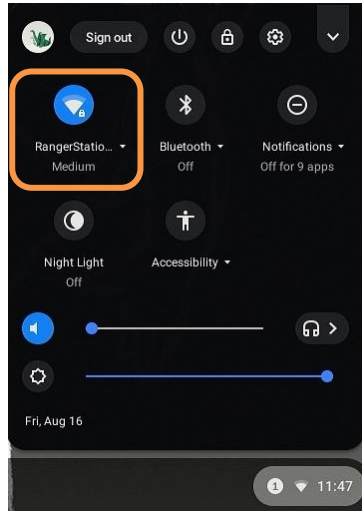 Sign out
RangerStatio... Bluetooth Notifications
Medium Off Off for 9 apps
Night Light Accessibility
Off
Fri, Aug 16
1 11:47